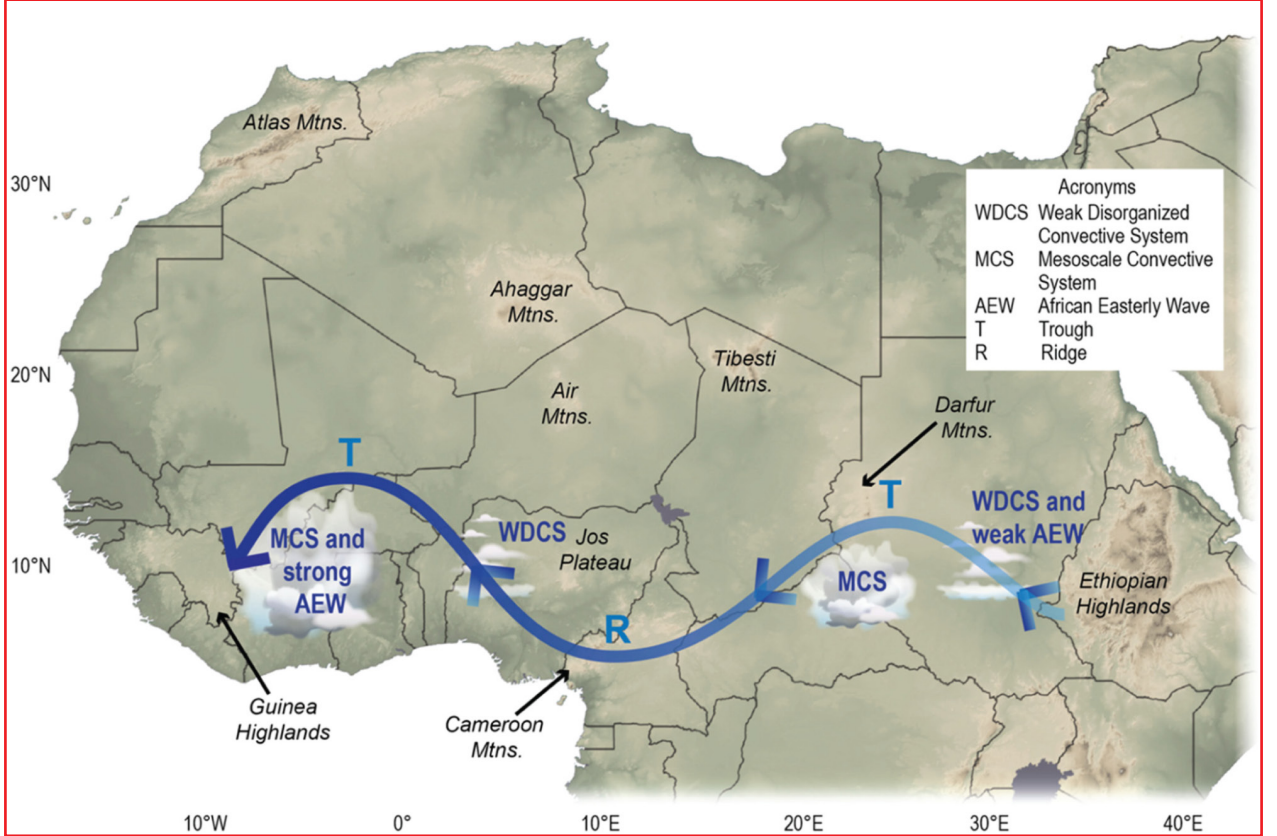 Atlas Mtns.
30°N
Acronyms
WDCS Weak Disorganized
Convective System
MCS Mesoscale Convective
System
AEW African Easterly Wave
T Trough
R Ridge
Ahaggar
Mtns.
20°N
Tibesti
Mtns.
Air
Mtns.
Darfur
Mtns.
T
T
WDCS and
weak AEW
WDCS
Jos
Plateau
MCS and
strong
AEW
10°N
MCS
Ethiopian
Highlands
R
Guinea
Highlands
Cameroon
Mtns.
10°W 0° 10°E 20°E 30°E 40°E